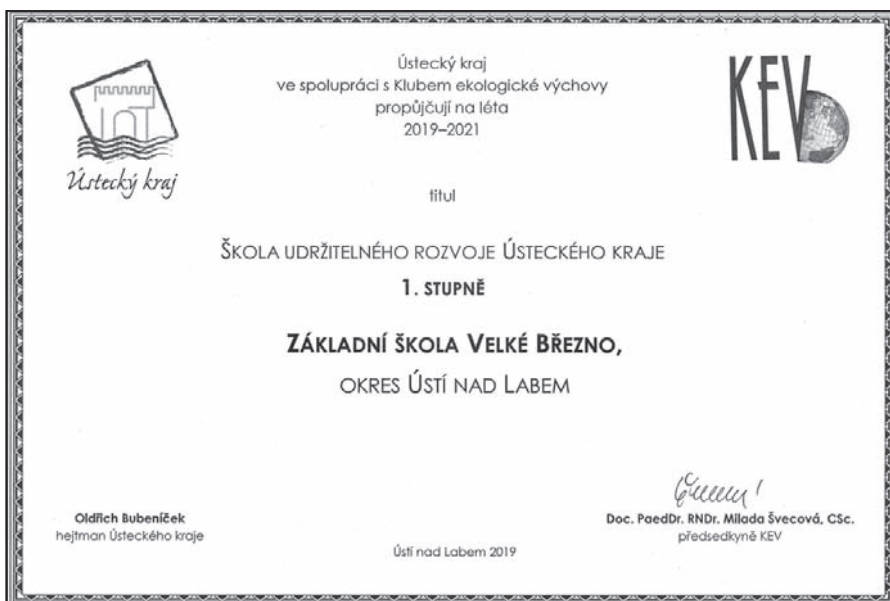 Ústecký kraj
ve spolupráci s Klubem ekologické výchovy
propůjčují na léta
2019–2021
Ústecký kraj
KEV
titul
ŠKOLA UDRŽITELNÉHO ROZVOJE ÚSTECKÉHO KRAJE
1. STUPNĚ
ZÁKLADNÍ ŠKOLA VELKÉ BŘEZNO,
OKRES ÚSTÍ NAD LABEM
Oldřich Bubeníček
hejtman Ústeckého kraje
Doc. PaedDr. RNDr. Milada Švecová, CSc.
předsedkyně KEV
Ústí nad Labem 2019